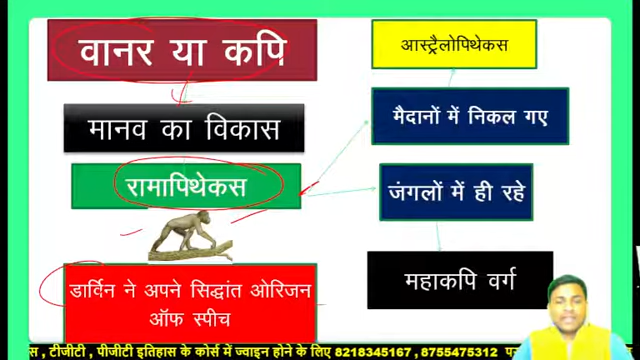 वानर या कपि
मानव का विकास
रामापिथेकस
डार्विन ने अपने सिद्धांत ओरिजन
ऑफ स्पीच
आस्ट्रैलोपिथेकस
मैदानों में निकल गए
जंगलों में ही रहे
महाकपि वर्ग
स , टीजीटी , पीजीटी इतिहास के कोर्स में ज्वाइन होने के लिए 8218345167 , 8755475312